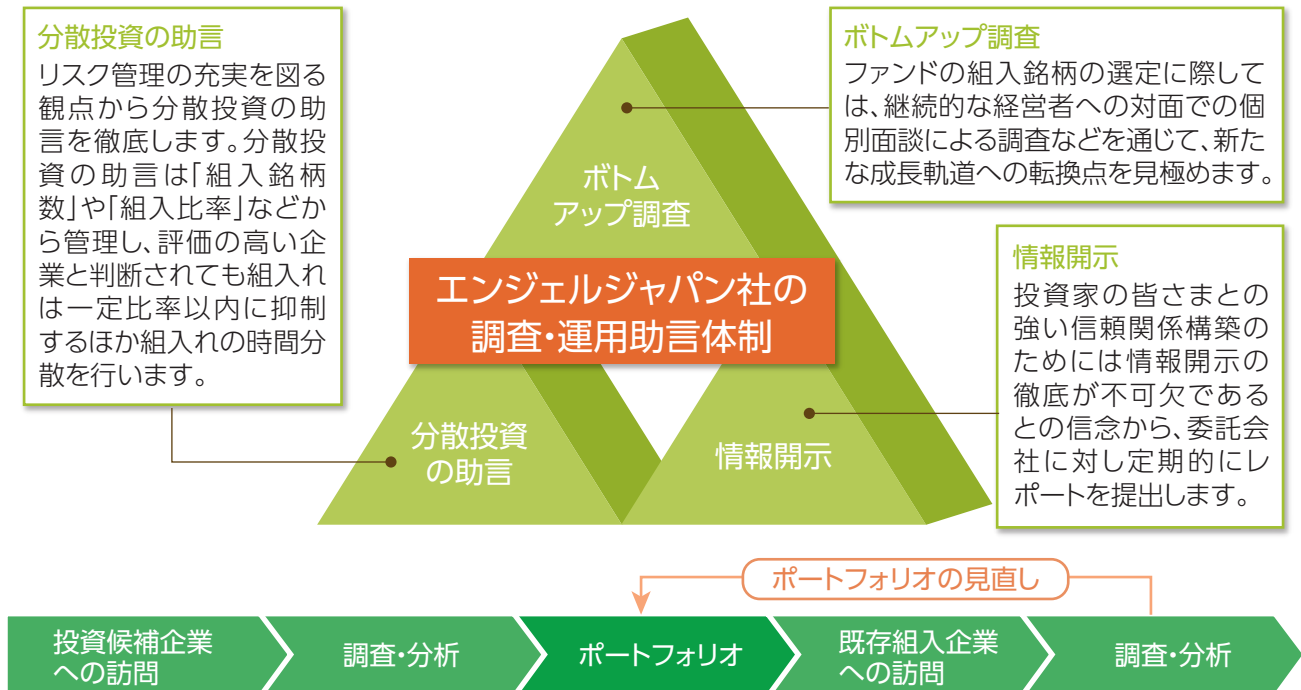 分散投資の助言
リスク管理の充実を図る
観点から分散投資の助
言を徹底します。分散投
資の助言は「組入銘柄
数」や「組入比率」などか
ら管理し、評価の高い企
業と判断されても組入れ
は一定比率以内に抑制
するほか組入れの時間分
散を行います。
ボトムアップ調査
ファンドの組入銘柄の選定に際して
は、継続的な経営者への対面での個
別面談による調査などを通じて、新た
な成長軌道への転換点を見極めます。
ボトム
アップ調査
エンジェルジャパン社の
調査・運用助言体制
分散投資
の助言
情報開示
情報開示
投資家の皆さまとの
強い信頼関係構築の
ためには情報開示の
徹底が不可欠である
との信念から、委託会
社に対し定期的にレ
ポートを提出します。
ポートフォリオの見直し
投資候補企業
への訪問
調査・分析
ポートフォリオ
既存組入企業
への訪問
調査・分析